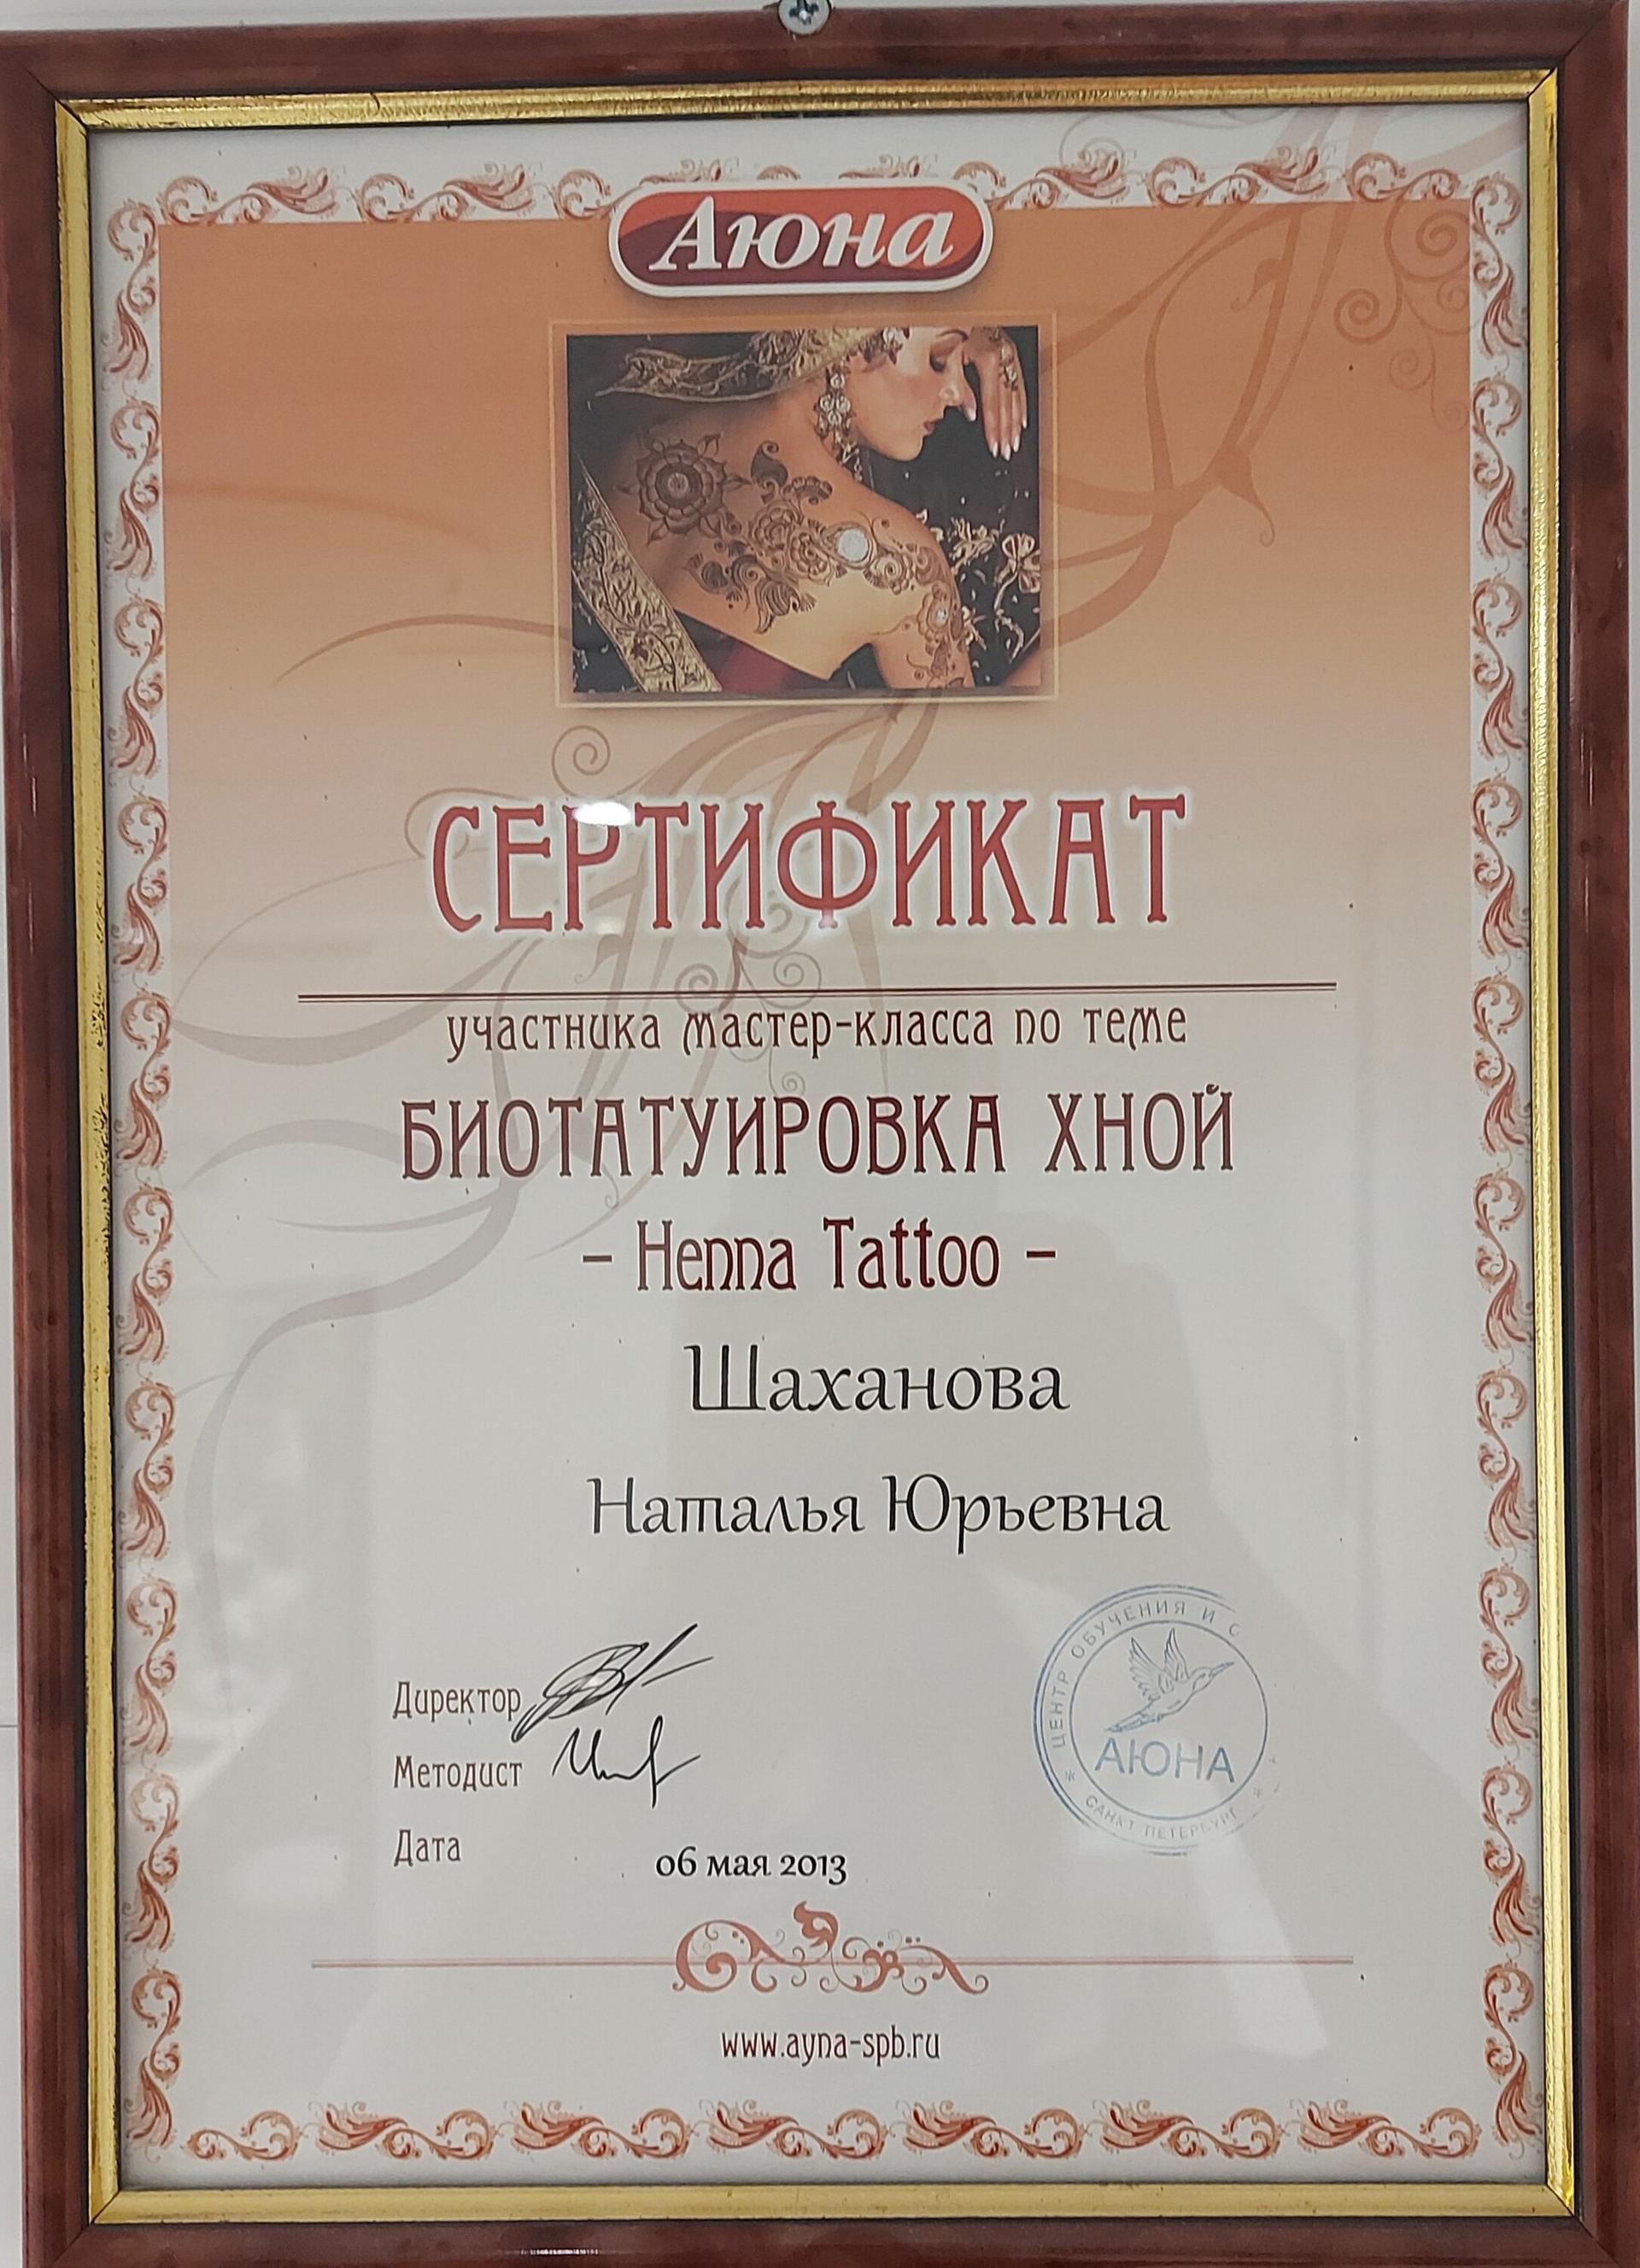 Аюна
СЕРТИФИКАТ
участника мастер-класса по теме
БИОТАТУИРОВКА ХНОЙ
- Henna Tattoo -
Шаханова
Наталья Юрьевна
Директор
Методист
Дата
06 мая 2013
ЦЕНТР ОБУЧЕНИЯ И С
АЮНА
* САНКТ ПЕТЕРБУРГ *
www.ayna-spb.ru